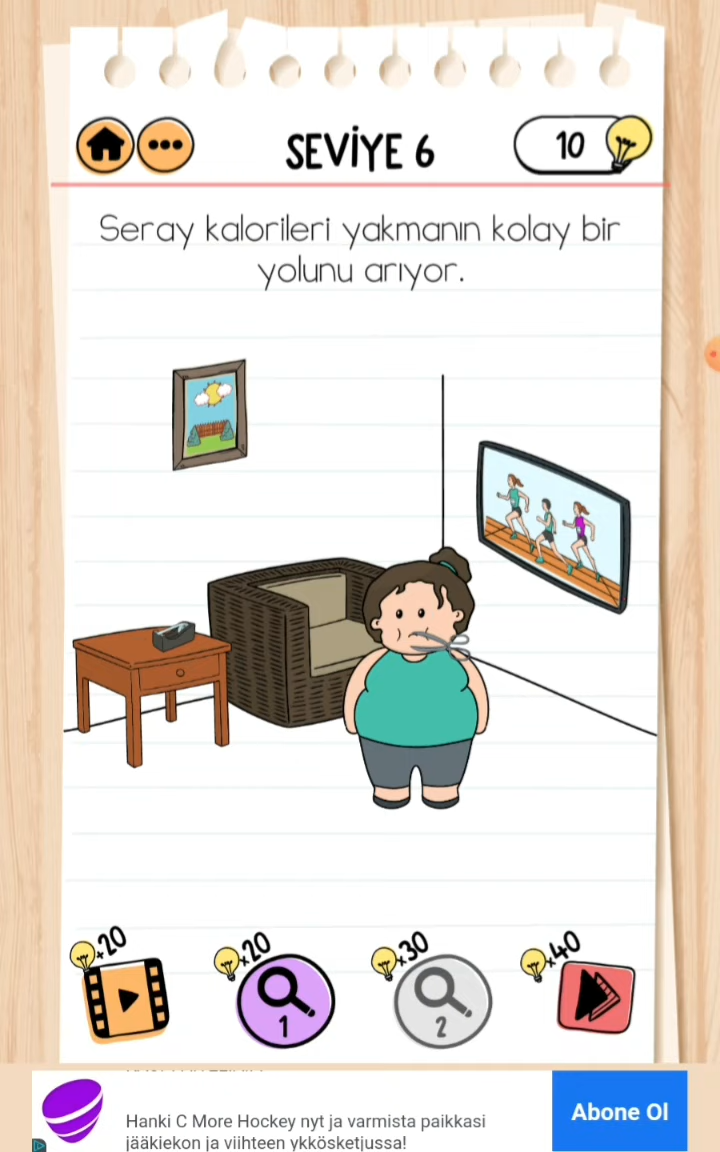 SEVİYE 6
10
Seray kalorileri yakmanın kolay bir
yolunu arıyor.
+20
x20
x30
x40
1
2
Hanki C More Hockey nyt ja varmista paikkasi
jääkiekon ja viihteen ykkösketjussa!
Abone Ol